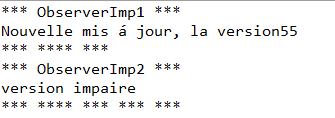 *** ObserverImp1 ***
Nouvelle mis á jour, la version55
*** **** ***
*** ObserverImp2 ***
version impaire
*** **** *** *** ***